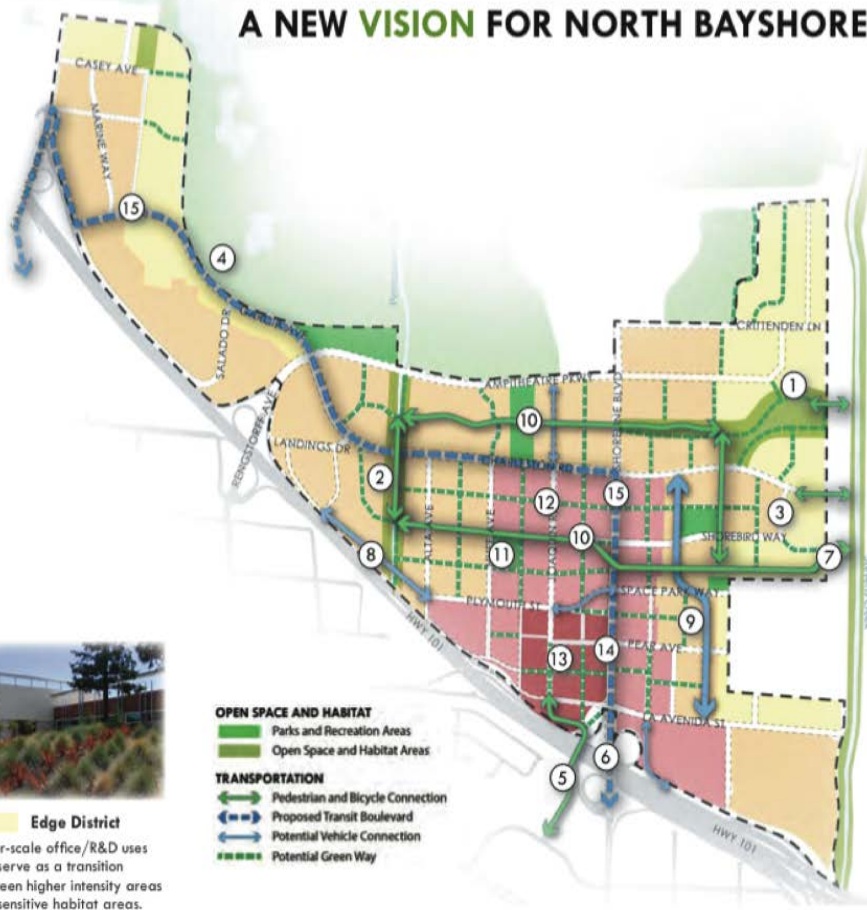 A NEW VISION FOR NORTH BAYSHORE
CASEY AVE
MARINE WAY
15
4
SALADO DR
CRITTENDEN LN
1
AMPITHEATRE PKWY
SHORELINE BLVD
10
RENGSTORFF AVE
LANDINGS DR
CHARLESTON RD
2
12
15
3
ALTA AVE
JOAQUIN
10
SHOREBIRD WAY
11
7
8
SPACE PARK WAY
PLYMOUTH ST
9
HWY 101
13
14
PEAR AVE
LA AVENIDA ST
6
5
HWY 101
OPEN SPACE AND HABITAT
Parks and Recreation Areas
Open Space and Habitat Areas
TRANSPORTATION
Pedestrian and Bicycle Connection
Proposed Transit Boulevard
Potential Vehicle Connection
Potential Green Way
Edge District
r-scale office/R&D uses
serve as a transition
een higher intensity areas
sensitive habitat areas.